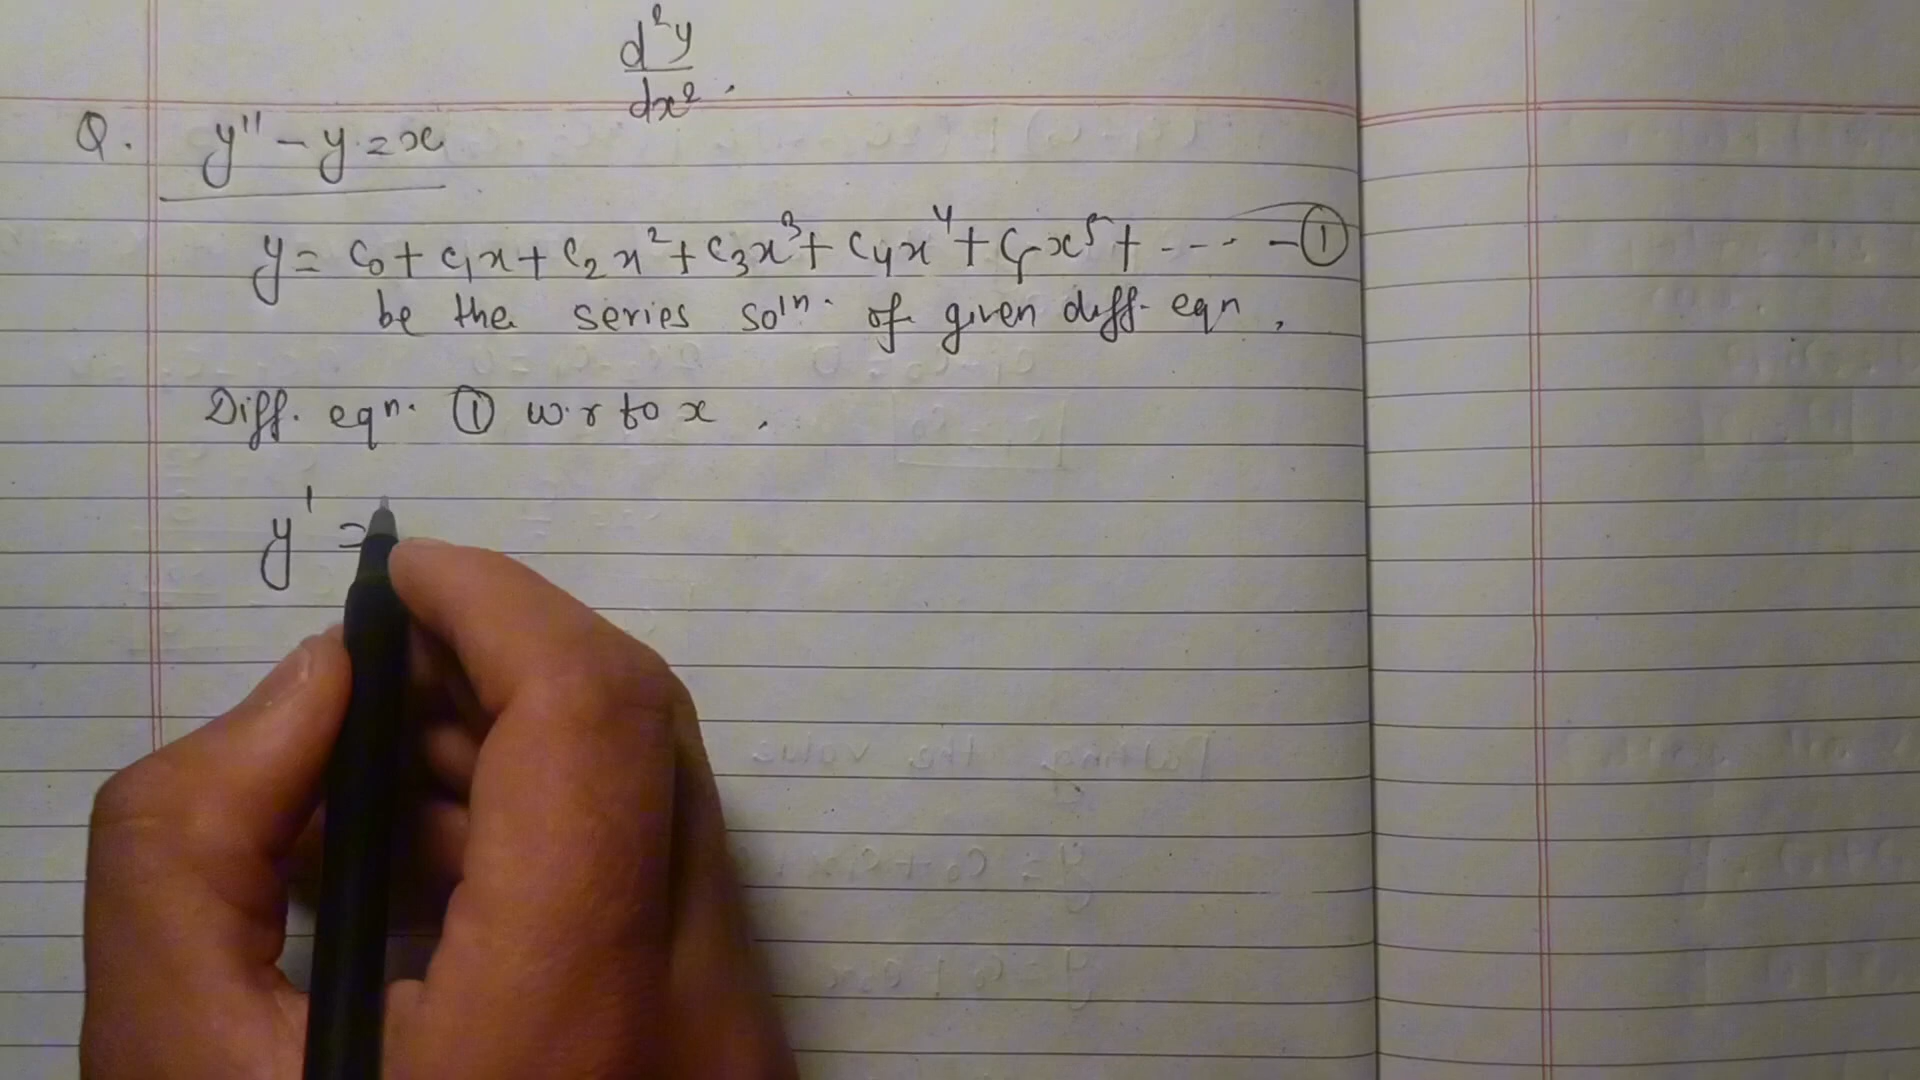 d²y
dx².
Q. y'' - y = x
y = c₀ + c₁x + c₂x² + c₃x³ + c₄x⁴ + c₅x⁵ + - - - - - ①
be the series solⁿ. of given diff. eqn.
Diff. eqⁿ. ① w.r to x.
y' =